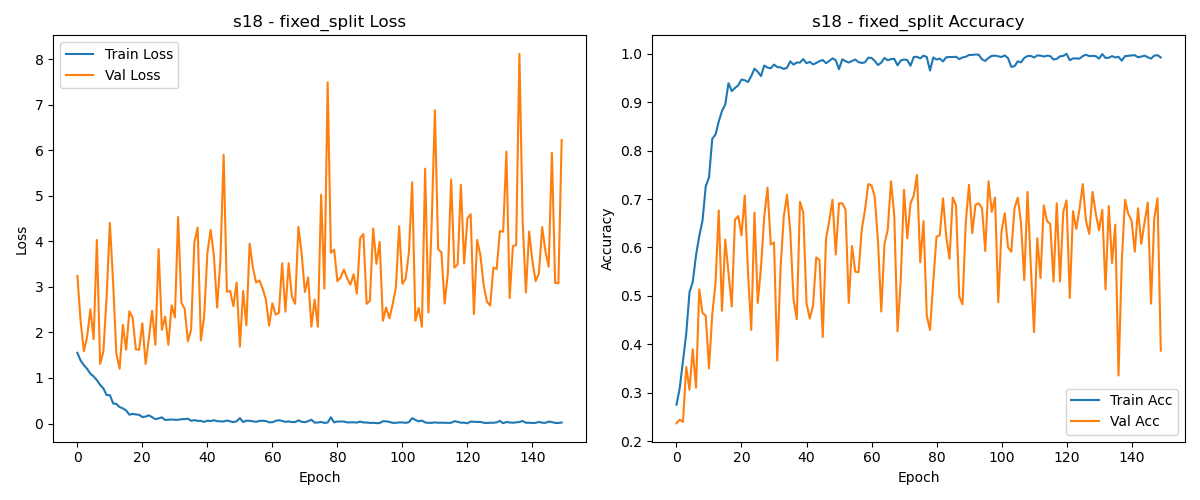 s18 - fixed_split Loss
Train Loss
Val Loss
8
7
6
5
4
3
2
1
0
Loss
0 20 40 60 80 100 120 140
Epoch
s18 - fixed_split Accuracy
1.0
0.9
0.8
0.7
0.6
0.5
0.4
0.3
0.2
Accuracy
Train Acc
Val Acc
0 20 40 60 80 100 120 140
Epoch